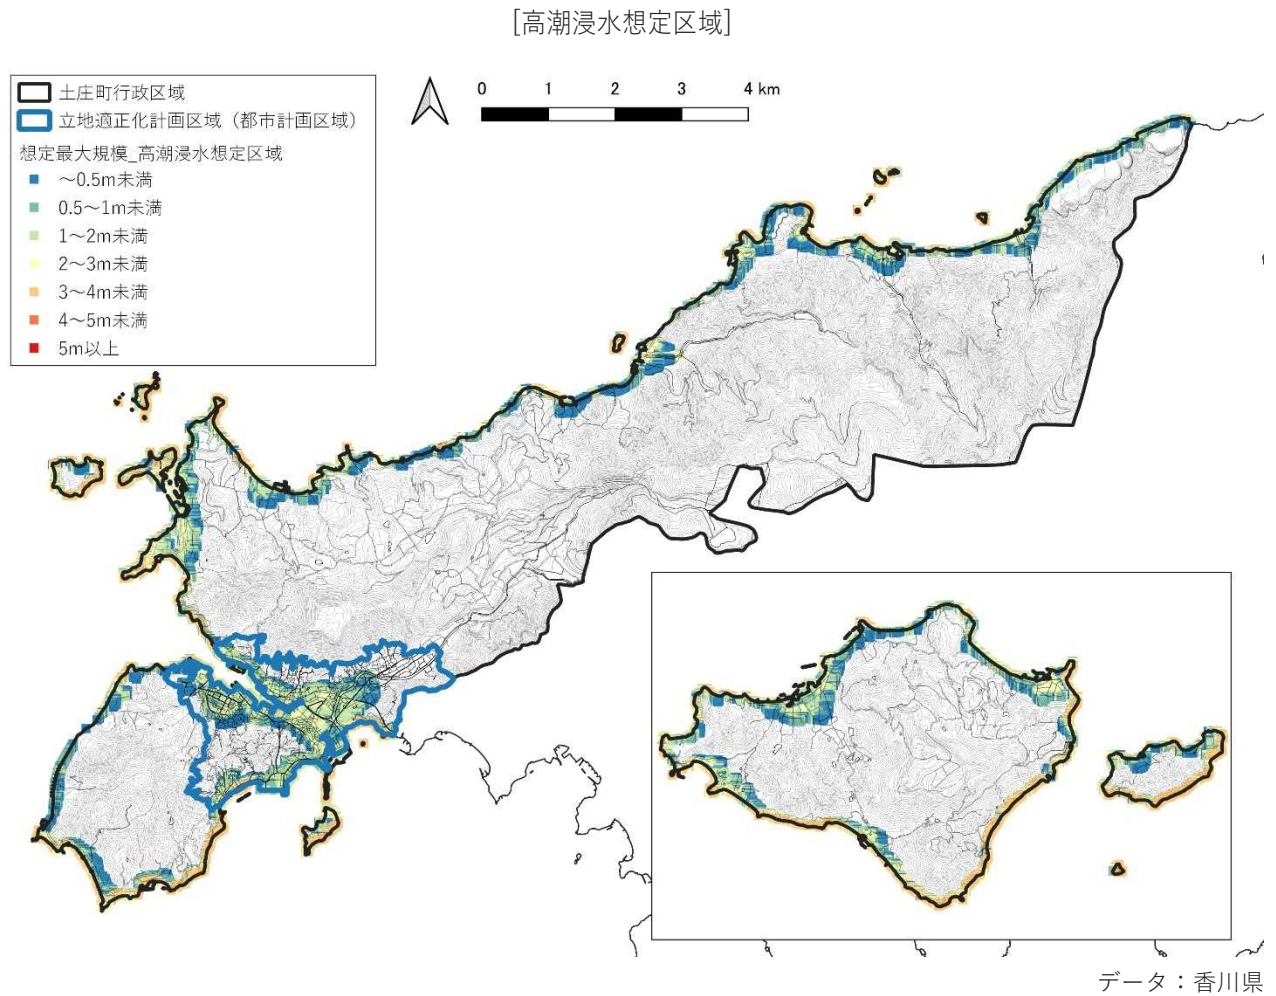 [高潮浸水想定区域]
土庄町行政区域
立地適正化計画区域（都市計画区域）
想定最大規模_高潮浸水想定区域
～0.5m未満
0.5～1m未満
1～2m未満
2～3m未満
3～4m未満
4～5m未満
5m以上
0 1 2 3 4 km
データ：香川県